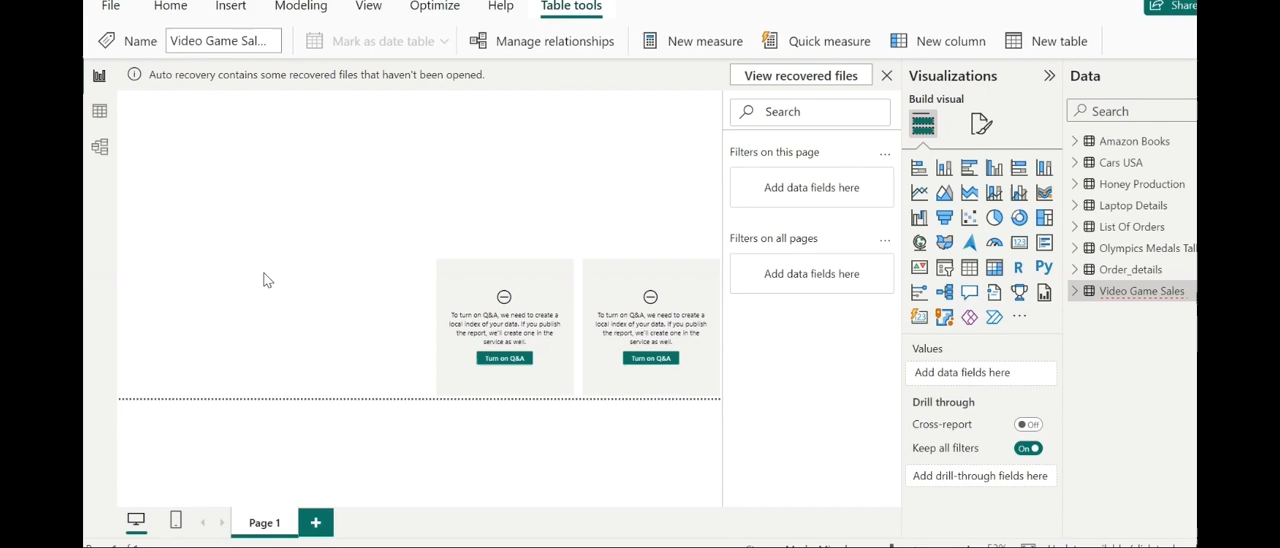 File Home Insert Modeling View Optimize Help Table tools Share
Name Video Game Sal... Mark as date table Manage relationships New measure Quick measure New column New table
Auto recovery contains some recovered files that haven't been opened.
View recovered files
Search
Filters on this page
...
Add data fields here
Filters on all pages
...
Add data fields here
To turn on Q&A, we need to create a
local index of your data. If you publish
the report, we'll create one in the
service as well.
Turn on Q&A
To turn on Q&A, we need to create a
local index of your data. If you publish
the report, we'll create one in the
service as well.
Turn on Q&A
Visualizations
Build visual
123
R Py
123
...
Values
Add data fields here
Drill through
Cross-report Off
Keep all filters On
Add drill-through fields here
Data
Search
Amazon Books
Cars USA
Honey Production
Laptop Details
List Of Orders
Olympics Medals Tal
Order_details
Video Game Sales
Page 1